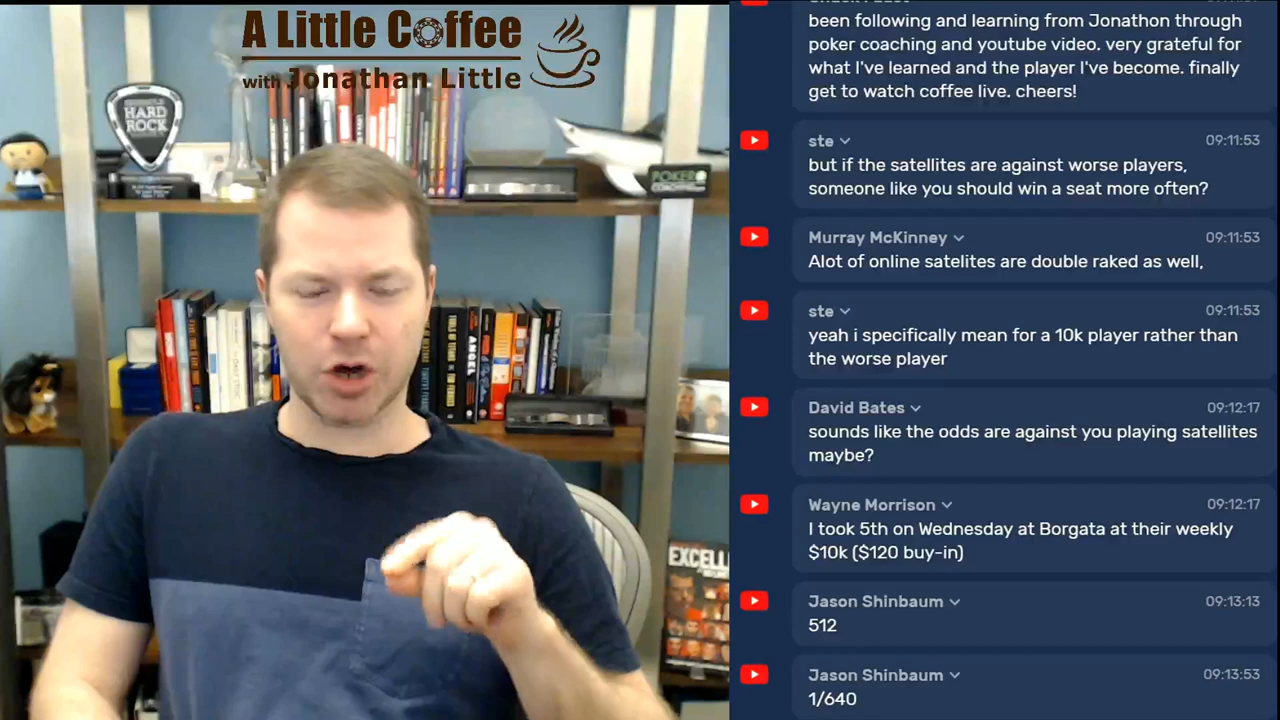 A Little Coffee
with Jonathan Little
HARD
ROCK
POKER
COACHING
ANGEL
EXCELL
been following and learning from Jonathon through
poker coaching and youtube video. very grateful for
what I've learned and the player I've become. finally
get to watch coffee live. cheers!
ste 09:11:53
but if the satellites are against worse players,
someone like you should win a seat more often?
Murray McKinney 09:11:53
Alot of online satelites are double raked as well,
ste 09:11:53
yeah i specifically mean for a 10k player rather than
the worse player
David Bates 09:12:17
sounds like the odds are against you playing satellites
maybe?
Wayne Morrison 09:12:17
I took 5th on Wednesday at Borgata at their weekly
$10k ($120 buy-in)
Jason Shinbaum 09:13:13
512
Jason Shinbaum 09:13:53
1/640